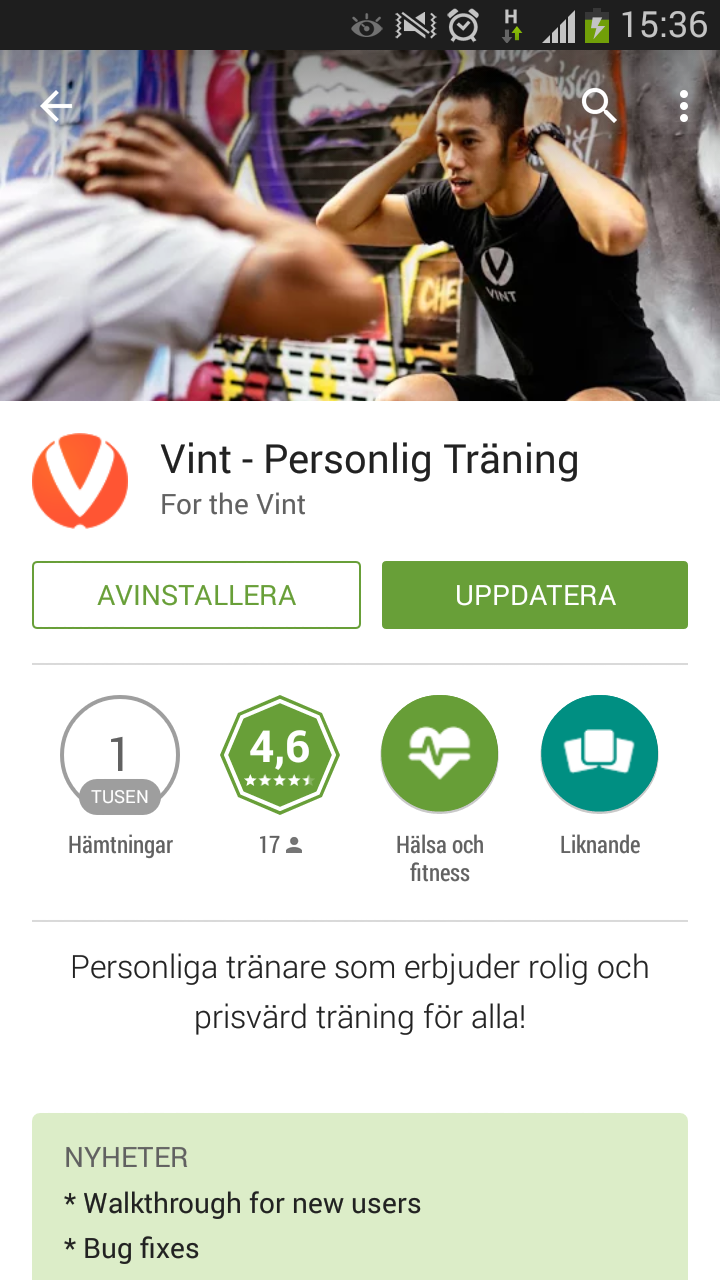 H
15:36
CHE
VINT
Vint - Personlig Träning
For the Vint
AVINSTALLERA
UPPDATERA
1
TUSEN
4,6
Hämtningar
17
Hälsa och
fitness
Liknande
Personliga tränare som erbjuder rolig och
prisvärd träning för alla!
NYHETER
* Walkthrough for new users
* Bug fixes